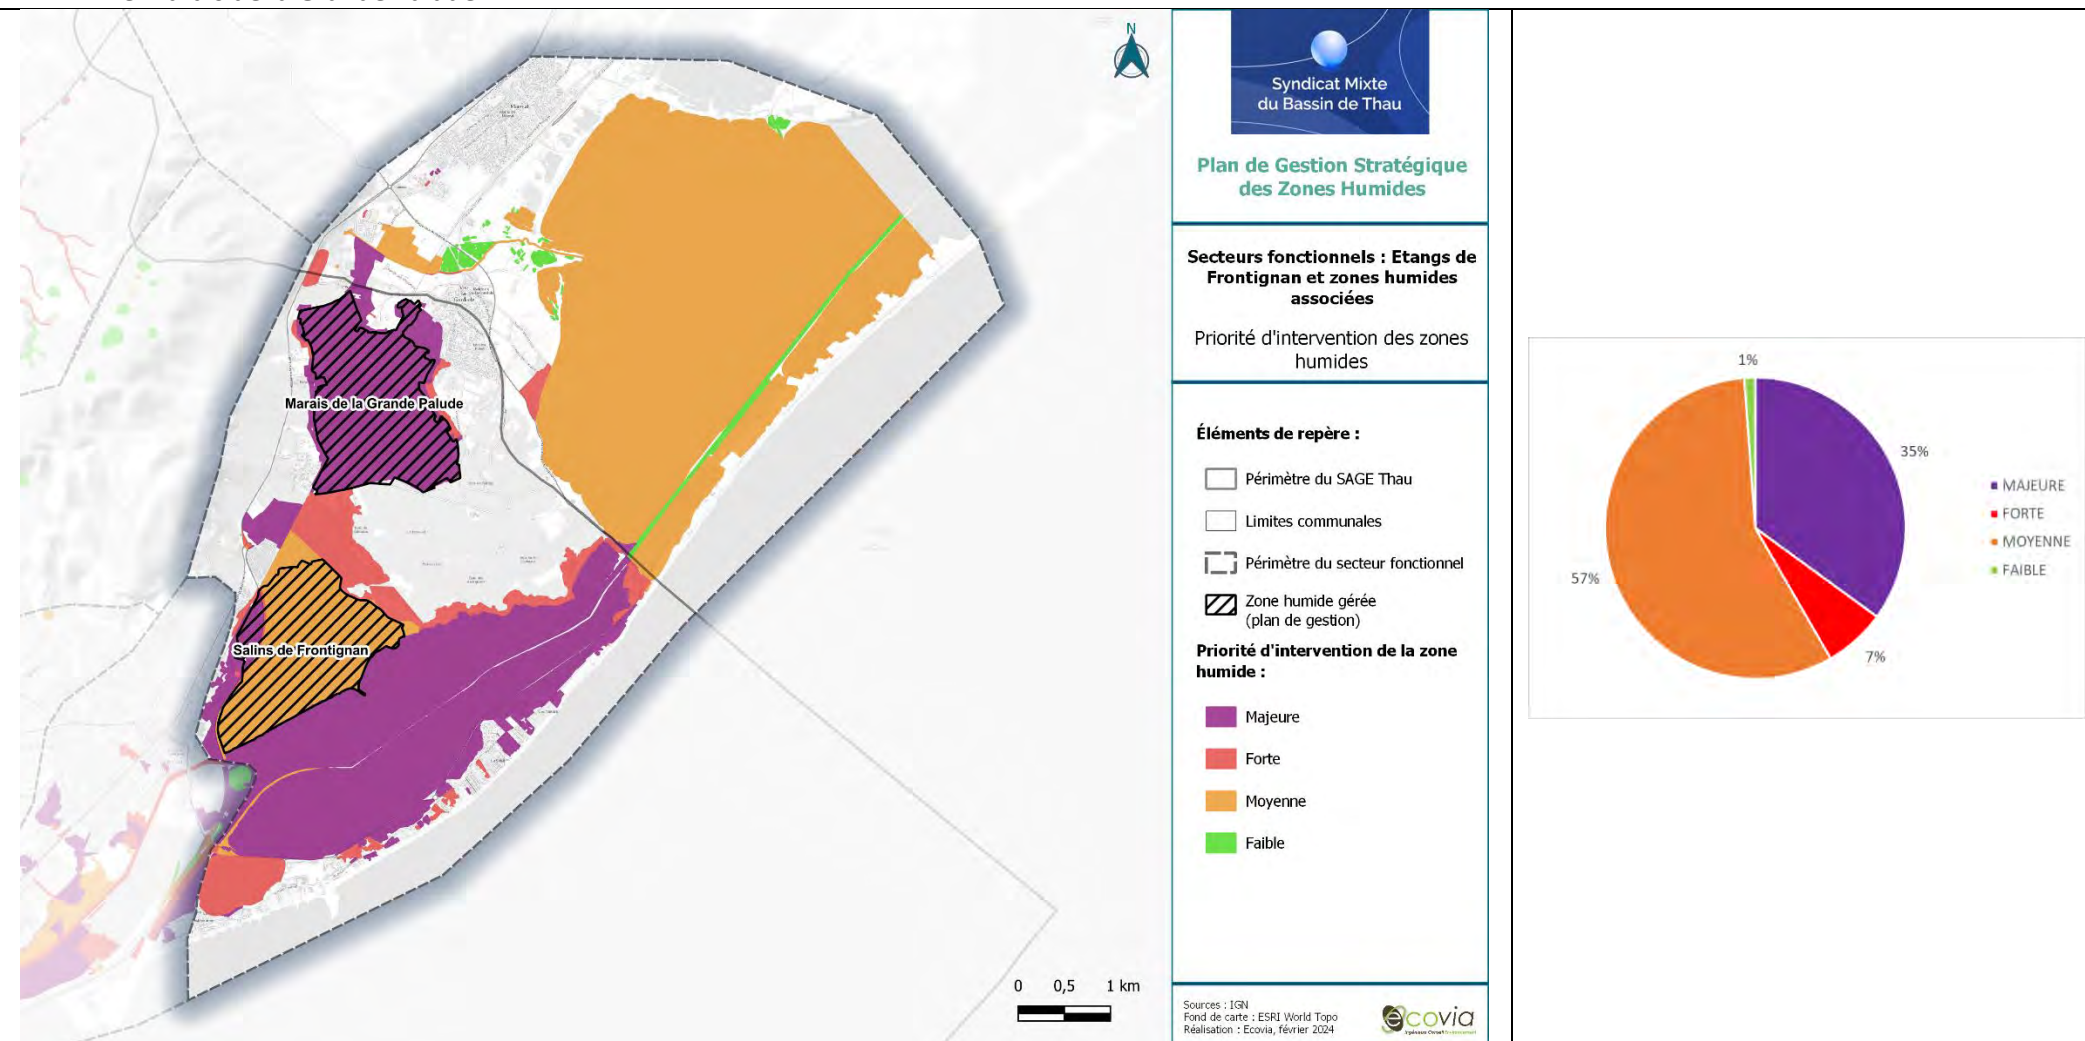 N
Marais de la Grande Palude
Salins de Frontignan
0 0,5 1 km
Syndicat Mixte
du Bassin de Thau
Plan de Gestion Stratégique
des Zones Humides
Secteurs fonctionnels : Etangs de
Frontignan et zones humides
associées
Priorité d'intervention des zones
humides
Éléments de repère :
Périmètre du SAGE Thau
Limites communales
Périmètre du secteur fonctionnel
Zone humide gérée
(plan de gestion)
Priorité d'intervention de la zone
humide :
Majeure
Forte
Moyenne
Faible
Sources : IGN
Fond de carte : ESRI World Topo
Réalisation : Ecovia, février 2024
ecovia
1%
35%
7%
57%
MAJEURE
FORTE
MOYENNE
FAIBLE